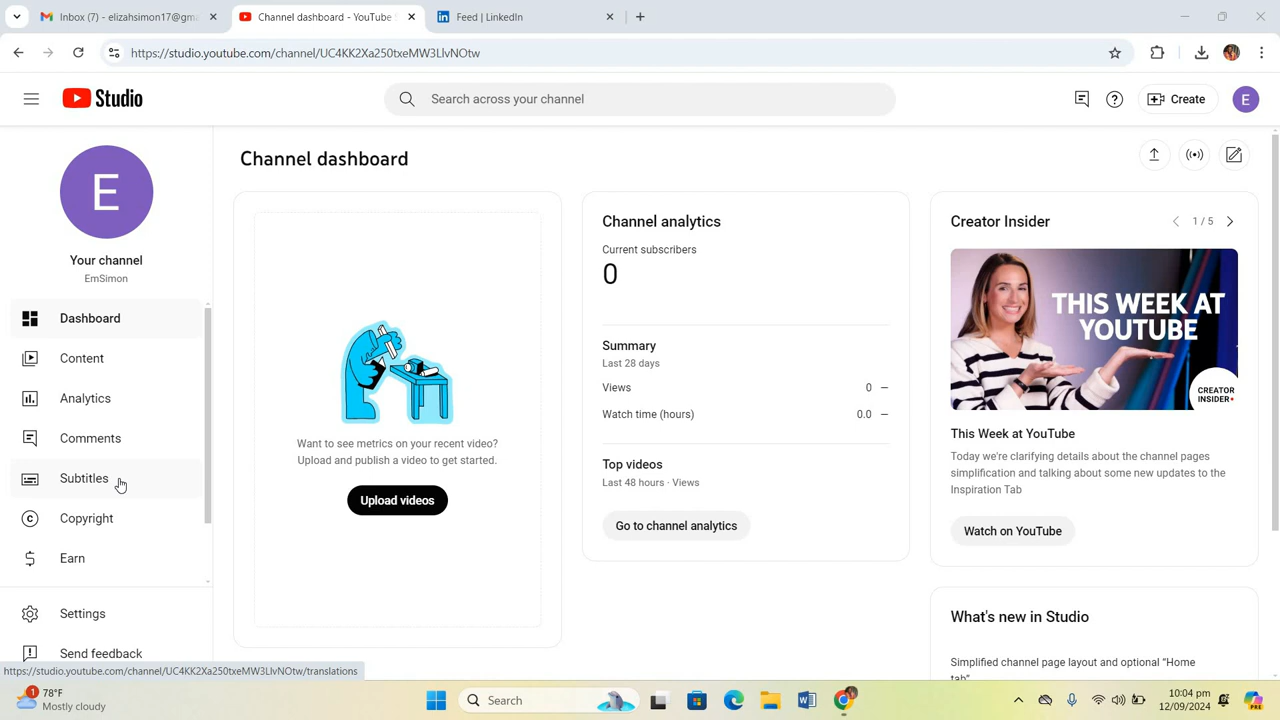 Inbox (7) - elizahsimon17@gma
Channel dashboard - YouTube S
Feed | LinkedIn
https://studio.youtube.com/channel/UC4KK2Xa250txeMW3LlvNOtw
Studio
Search across your channel
Create
E
E
Your channel
EmSimon
Dashboard
Content
Analytics
Comments
Subtitles
Copyright
Earn
Settings
Send feedback
Channel dashboard
Want to see metrics on your recent video?
Upload and publish a video to get started.
Upload videos
Channel analytics
Current subscribers
0
Summary
Last 28 days
Views 0 —
Watch time (hours) 0.0 —
Top videos
Last 48 hours · Views
Go to channel analytics
Creator Insider
1 / 5
THIS WEEK AT
YOUTUBE
CREATOR
INSIDER
This Week at YouTube
Today we're clarifying details about the channel pages
simplification and talking about some new updates to the
Inspiration Tab
Watch on YouTube
What's new in Studio
Simplified channel page layout and optional “Home
tab”
https://studio.youtube.com/channel/UC4KK2Xa250txeMW3LlvNOtw/translations
1
78°F
Mostly cloudy
Search
10:04 pm
12/09/2024
PRE